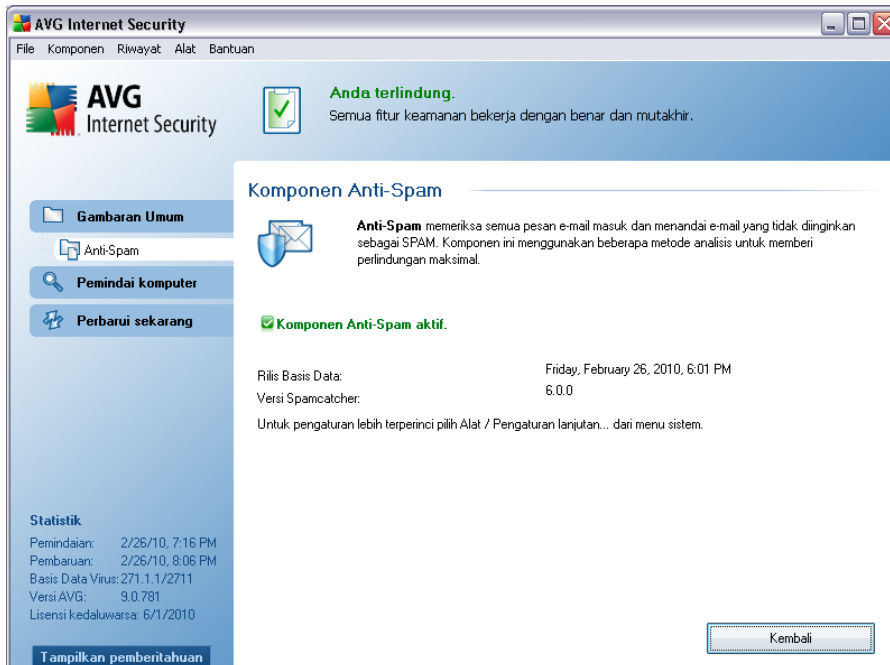 AVG Internet Security
File Komponen Riwayat Alat Bantuan
AVG
Internet Security
Anda terlindung.
Semua fitur keamanan bekerja dengan benar dan mutakhir.
Gambaran Umum
Anti-Spam
Pemindai komputer
Perbarui sekarang
Komponen Anti-Spam
Anti-Spam memeriksa semua pesan e-mail masuk dan menandai e-mail yang tidak diinginkan
sebagai SPAM. Komponen ini menggunakan beberapa metode analisis untuk memberi
perlindungan maksimal.
Komponen Anti-Spam aktif.
Rilis Basis Data: Friday, February 26, 2010, 6:01 PM
Versi Spamcatcher: 6.0.0
Untuk pengaturan lebih terperinci pilih Alat / Pengaturan lanjutan... dari menu sistem.
Statistik
Pemindaian: 2/26/10, 7:16 PM
Pembaruan: 2/26/10, 8:06 PM
Basis Data Virus: 271.1.1/2711
Versi AVG: 9.0.781
Lisensi kedaluwarsa: 6/1/2010
Tampilkan pemberitahuan
Kembali